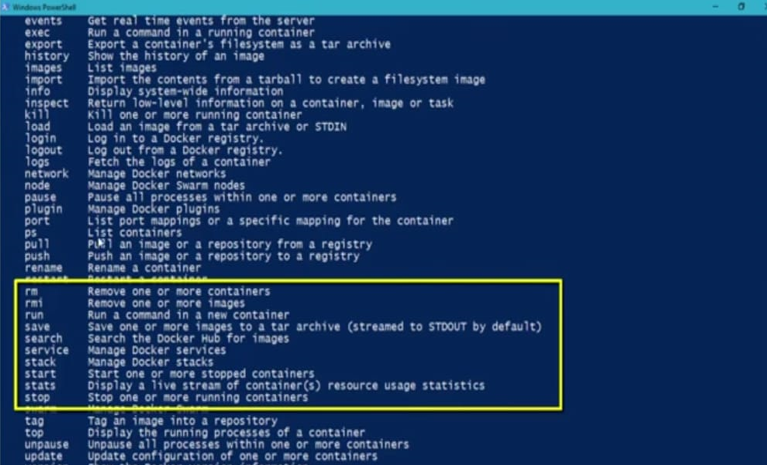 Windows PowerShell
events Get real time events from the server
exec Run a command in a running container
export Export a container's filesystem as a tar archive
history Show the history of an image
images List images
import Import the contents from a tarball to create a filesystem image
info Display system-wide information
inspect Return low-level information on a container, image or task
kill Kill one or more running container
load Load an image from a tar archive or STDIN
login Log in to a Docker registry.
logout Log out from a Docker registry.
logs Fetch the logs of a container
network Manage Docker networks
node Manage Docker Swarm nodes
pause Pause all processes within one or more containers
plugin Manage Docker plugins
port List port mappings or a specific mapping for the container
ps List containers
pull Pull an image or a repository from a registry
push Push an image or a repository to a registry
rename Rename a container
restart Restart a container
rm Remove one or more containers
rmi Remove one or more images
run Run a command in a new container
save Save one or more images to a tar archive (streamed to STDOUT by default)
search Search the Docker Hub for images
service Manage Docker services
stack Manage Docker stacks
start Start one or more stopped containers
stats Display a live stream of container(s) resource usage statistics
stop Stop one or more running containers
swarm Manage Docker Swarm
tag Tag an image into a repository
top Display the running processes of a container
unpause Unpause all processes within one or more containers
update Update configuration of one or more containers
version Show the Docker version information